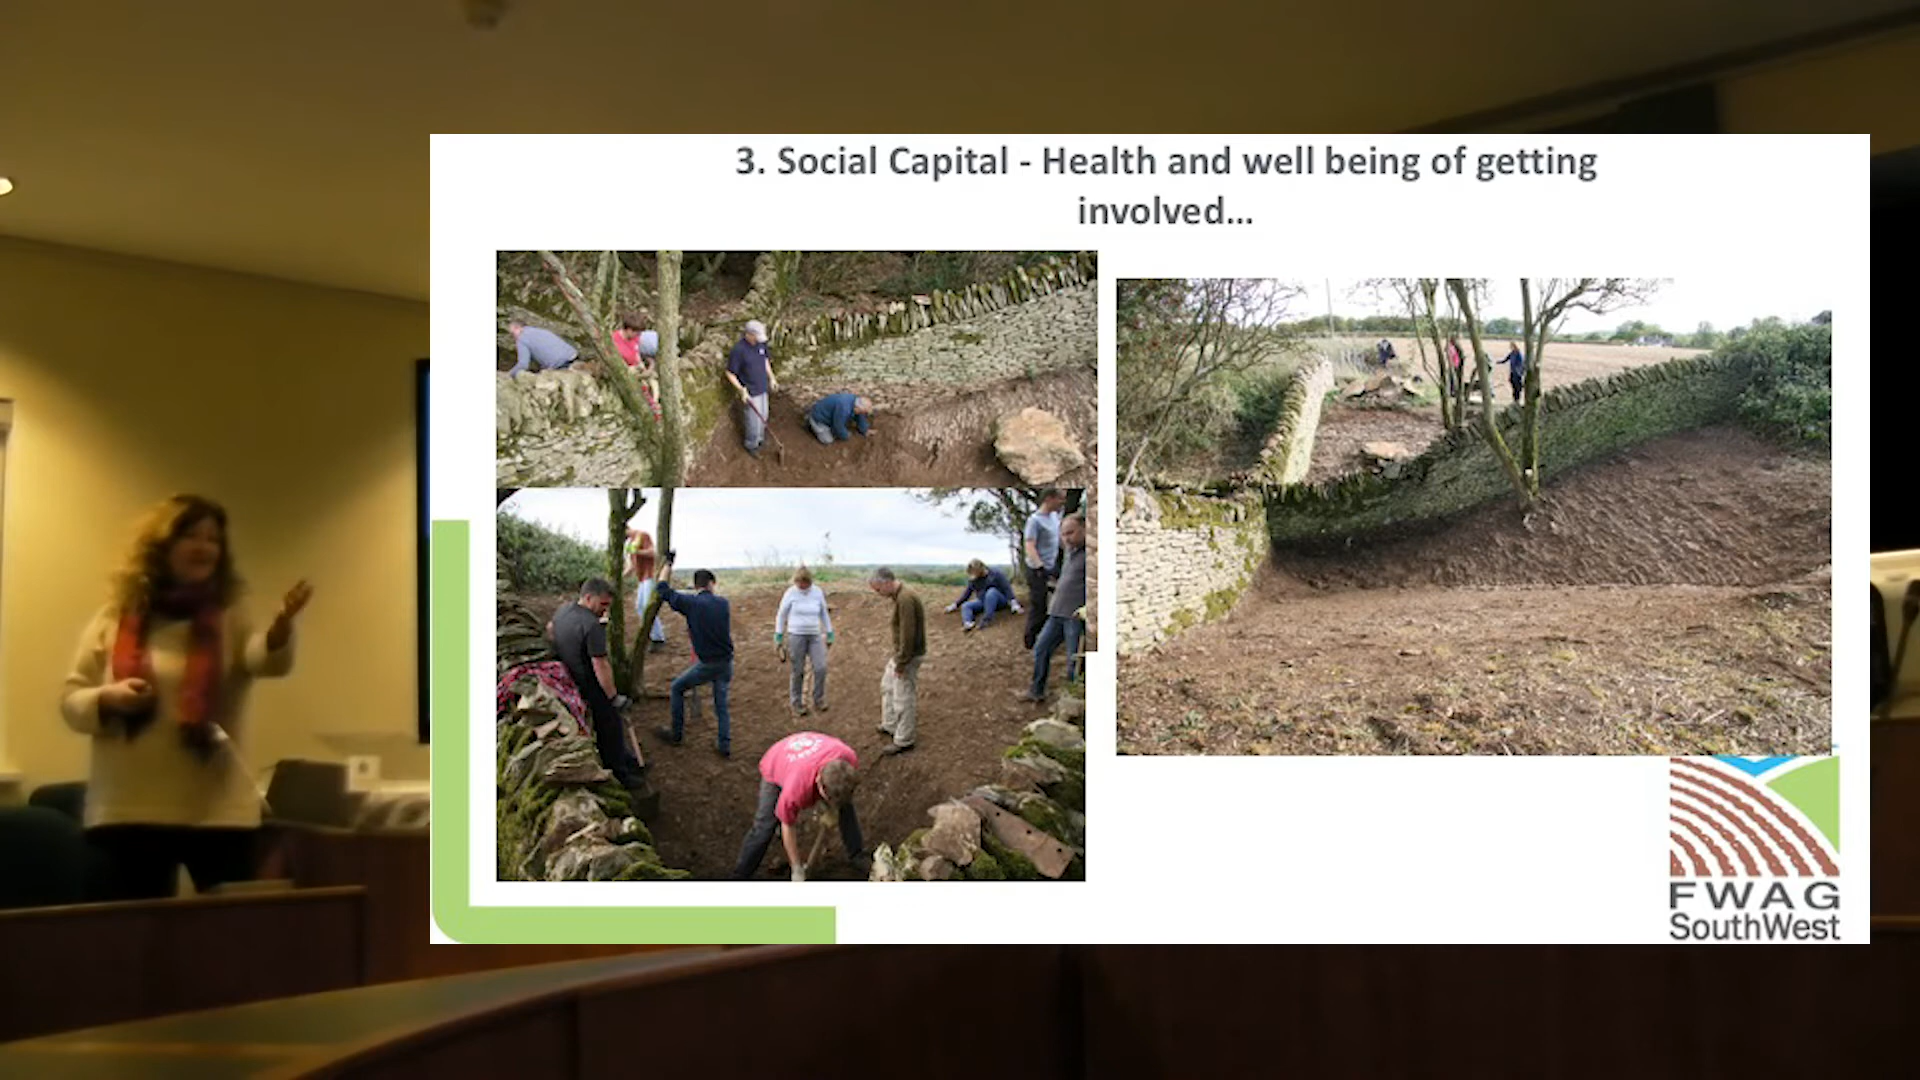 3. Social Capital - Health and well being of getting
involved...
FWAG
SouthWest